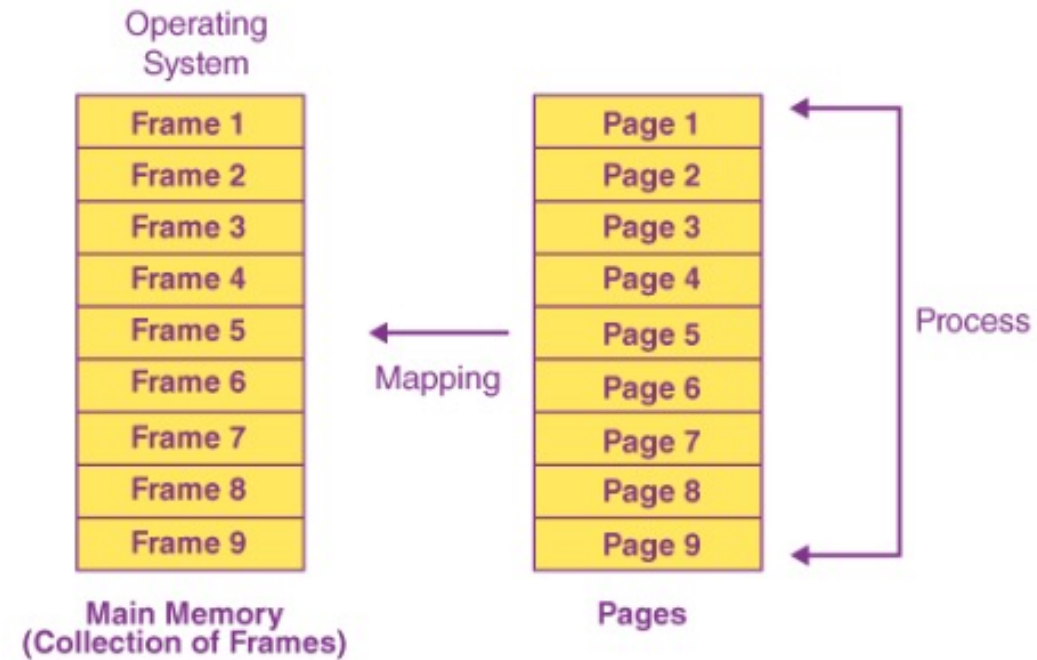 Operating
System
Frame 1
Frame 2
Frame 3
Frame 4
Frame 5
Frame 6
Frame 7
Frame 8
Frame 9
Main Memory
(Collection of Frames)
Mapping
Page 1
Page 2
Page 3
Page 4
Page 5
Page 6
Page 7
Page 8
Page 9
Pages
Process